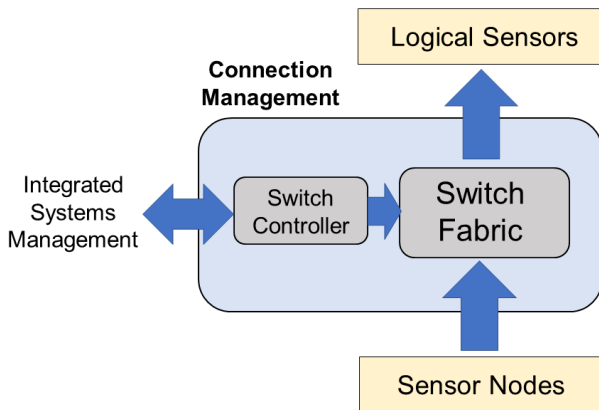 Logical Sensors
Connection
Management
Integrated
Systems
Management
Switch
Controller
Switch
Fabric
Sensor Nodes